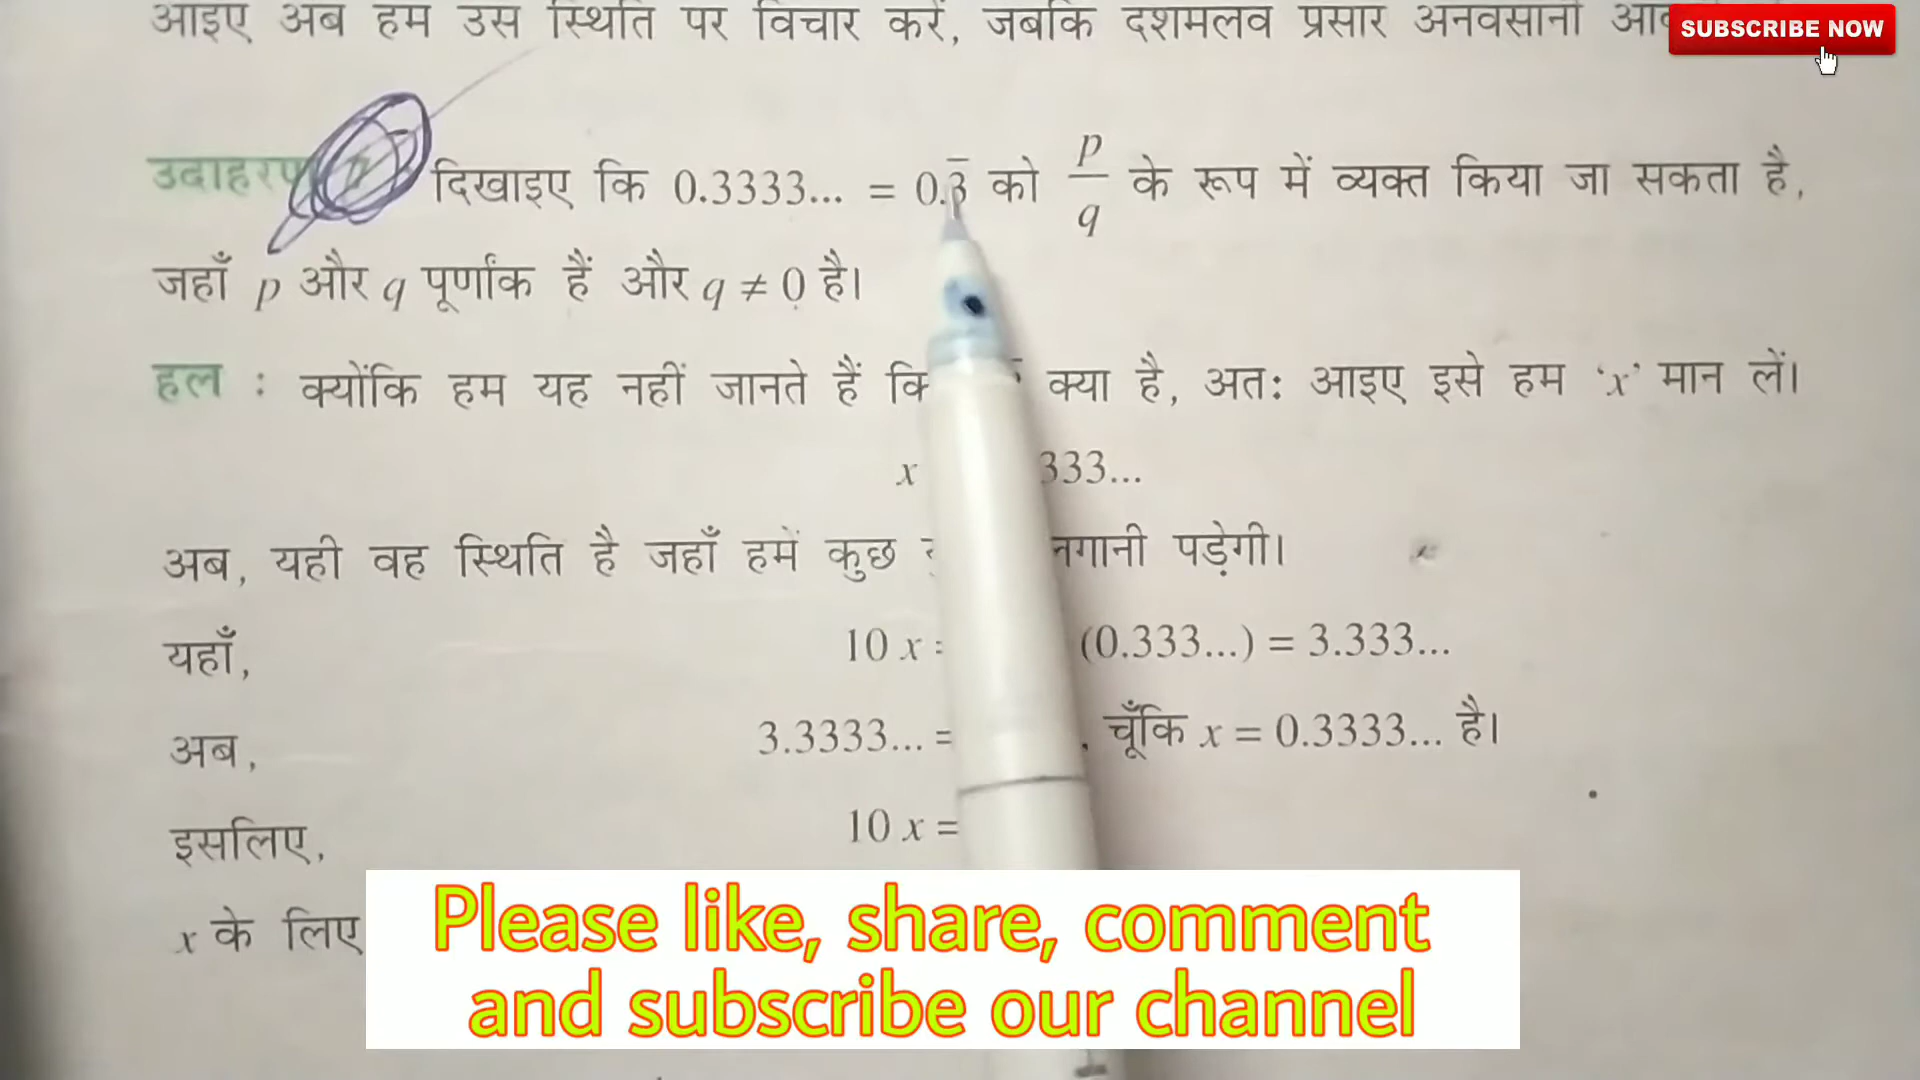 आइए अब हम उस स्थिति पर विचार करें, जबकि दशमलव प्रसार अनवसानी
SUBSCRIBE NOW
उदाहरण दिखाइए कि 0.3333... = 0.3̅ को p/q के रूप में व्यक्त किया जा सकता है,
जहाँ p और q पूर्णांक हैं और q ≠ 0 है।
हल : क्योंकि हम यह नहीं जानते हैं कि क्या है, अतः आइए इसे हम ‘x’ मान लें।
x 333...
अब, यही वह स्थिति है जहाँ हमें कुछ पड़ेगी।
यहाँ, 10 x = (0.333...) = 3.333...
अब, 3.3333... = चूँकि x = 0.3333... है।
इसलिए, 10 x =
x के लिए
Please like, share, comment
and subscribe our channel